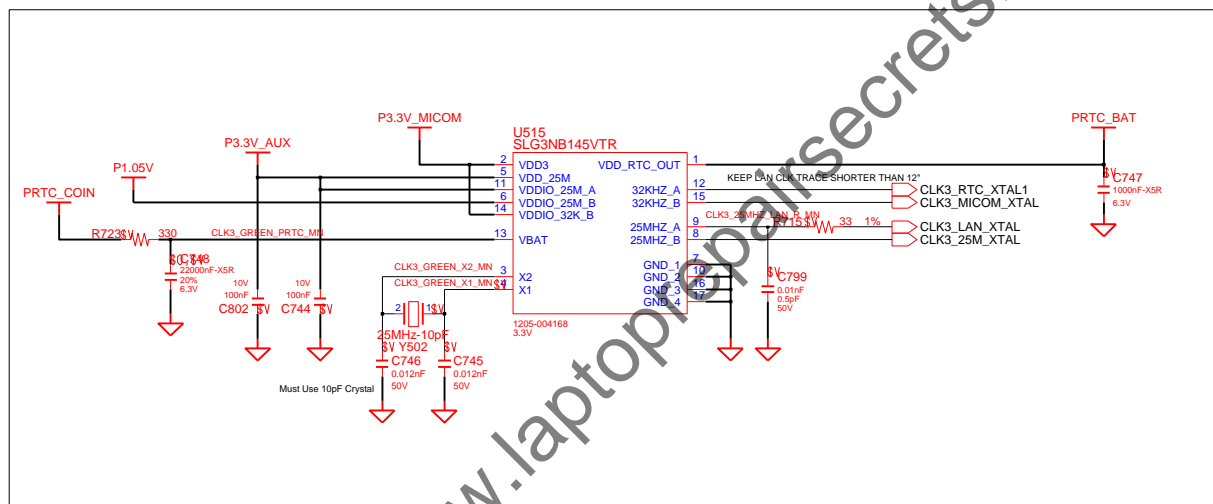 www.laptoprepairsecrets.
P3.3V_MICOM
U515
SLG3NB145VTR
PRTC_BAT
P3.3V_AUX
P1.05V
PRTC_COIN
2 VDD3 VDD_RTC_OUT 1
5 VDD_25M
KEEP LAN CLK TRACE SHORTER THAN 12"
11 VDDIO_25M_A 32KHZ_A 12 CLK3_RTC_XTAL1
6 VDDIO_25M_B 32KHZ_B 15 CLK3_MICOM_XTAL
14 VDDIO_32K_B
$V
C747
1000nF-X5R
6.3V
CLK3_25MHZ_LAN_R_MN
25MHZ_A 9 R715 $V 33 1% CLK3_LAN_XTAL
R723 $V 330 CLK3_GREEN_PRTC_MN 13 VBAT 25MHZ_B 8 CLK3_25M_XTAL
C748
22000nF-X5R
20%
6.3V
CLK3_GREEN_X2_MN 3 X2
CLK3_GREEN_X1_MN $V X1
GND_1 7
GND_2 10
GND_3 16
GND_4 17
$V
C799
0.01nF
0.5pF
50V
10V
100nF
C802 $V
10V
100nF
C744 $V
2 1 $V
25MHz-10pF
$V Y502 $V
C746
0.012nF
50V
C745
0.012nF
50V
1205-004168
3.3V
Must Use 10pF Crystal